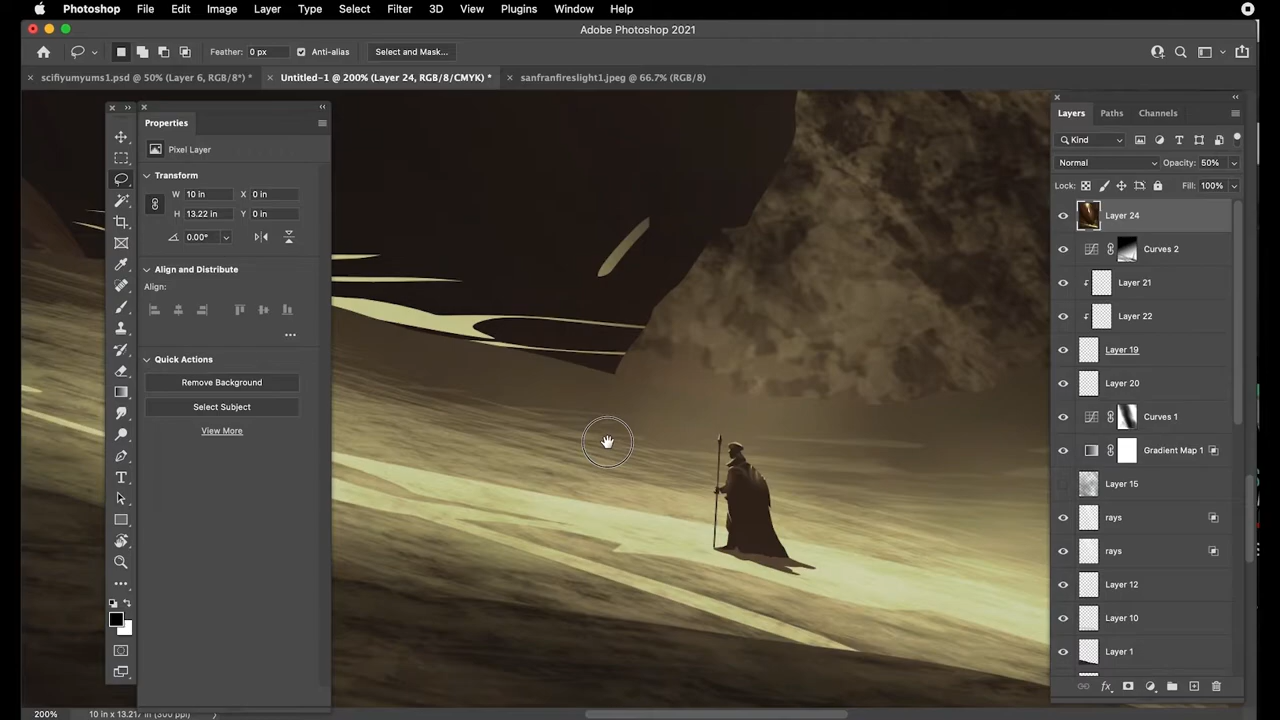 Photoshop File Edit Image Layer Type Select Filter 3D View Plugins Window Help
Adobe Photoshop 2021
Feather: 0 px Anti-alias Select and Mask...
scifiyumyums1.psd @ 50% (Layer 6, RGB/8*) * Untitled-1 @ 200% (Layer 24, RGB/8/CMYK) * sanfranfireslight1.jpeg @ 66.7% (RGB/8)
Properties
Pixel Layer
Transform
W 10 in X 0 in
H 13.22 in Y 0 in
0.00°
Align and Distribute
Align:
Quick Actions
Remove Background
Select Subject
View More
Layers Paths Channels
Kind
Normal Opacity: 50%
Lock: Fill: 100%
Layer 24
Curves 2
Layer 21
Layer 22
Layer 19
Layer 20
Curves 1
Gradient Map 1
Layer 15
rays
rays
Layer 12
Layer 10
Layer 1
200% 10 in x 13.217 in (300 ppi)